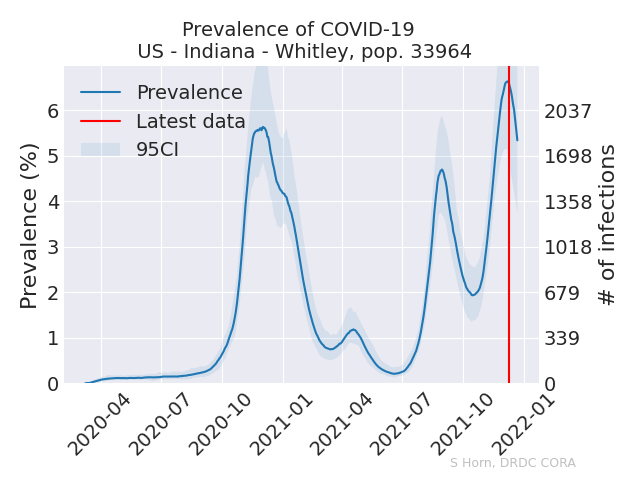 Prevalence of COVID-19
US - Indiana - Whitley, pop. 33964
Prevalence
Latest data
95CI
Prevalence (%)
6
5
4
3
2
1
0
2037
1698
1358
1018
679
339
0
# of infections
2020-04
2020-07
2020-10
2021-01
2021-04
2021-07
2021-10
2022-01
S Horn, DRDC CORA